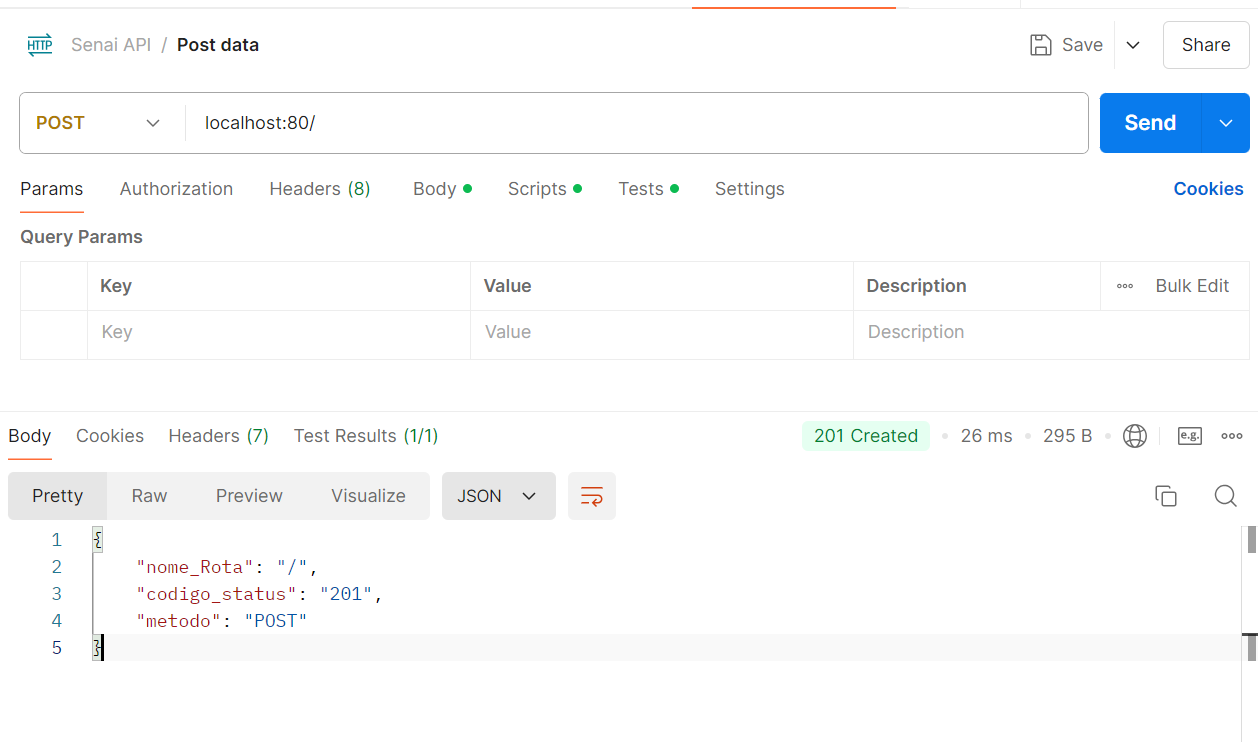 HTTP Senai API / Post data Save Share
POST localhost:80/ Send
Params Authorization Headers (8) Body Scripts Tests Settings Cookies
Query Params
Key Value Description Bulk Edit
Key Value Description
Body Cookies Headers (7) Test Results (1/1) 201 Created 26 ms 295 B e.g.
Pretty Raw Preview Visualize JSON
1 {
2 "nome_Rota": "/",
3 "codigo_status": "201",
4 "metodo": "POST"
5 }